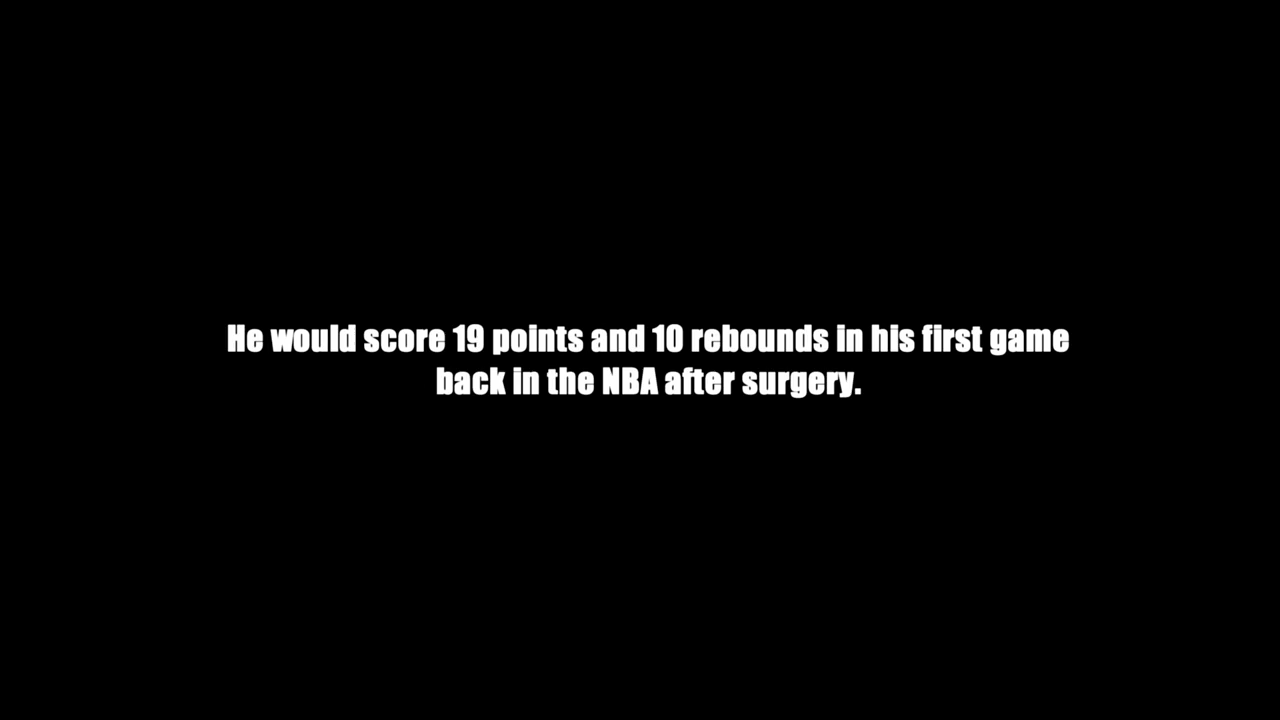 He would score 19 points and 10 rebounds in his first game
back in the NBA after surgery.